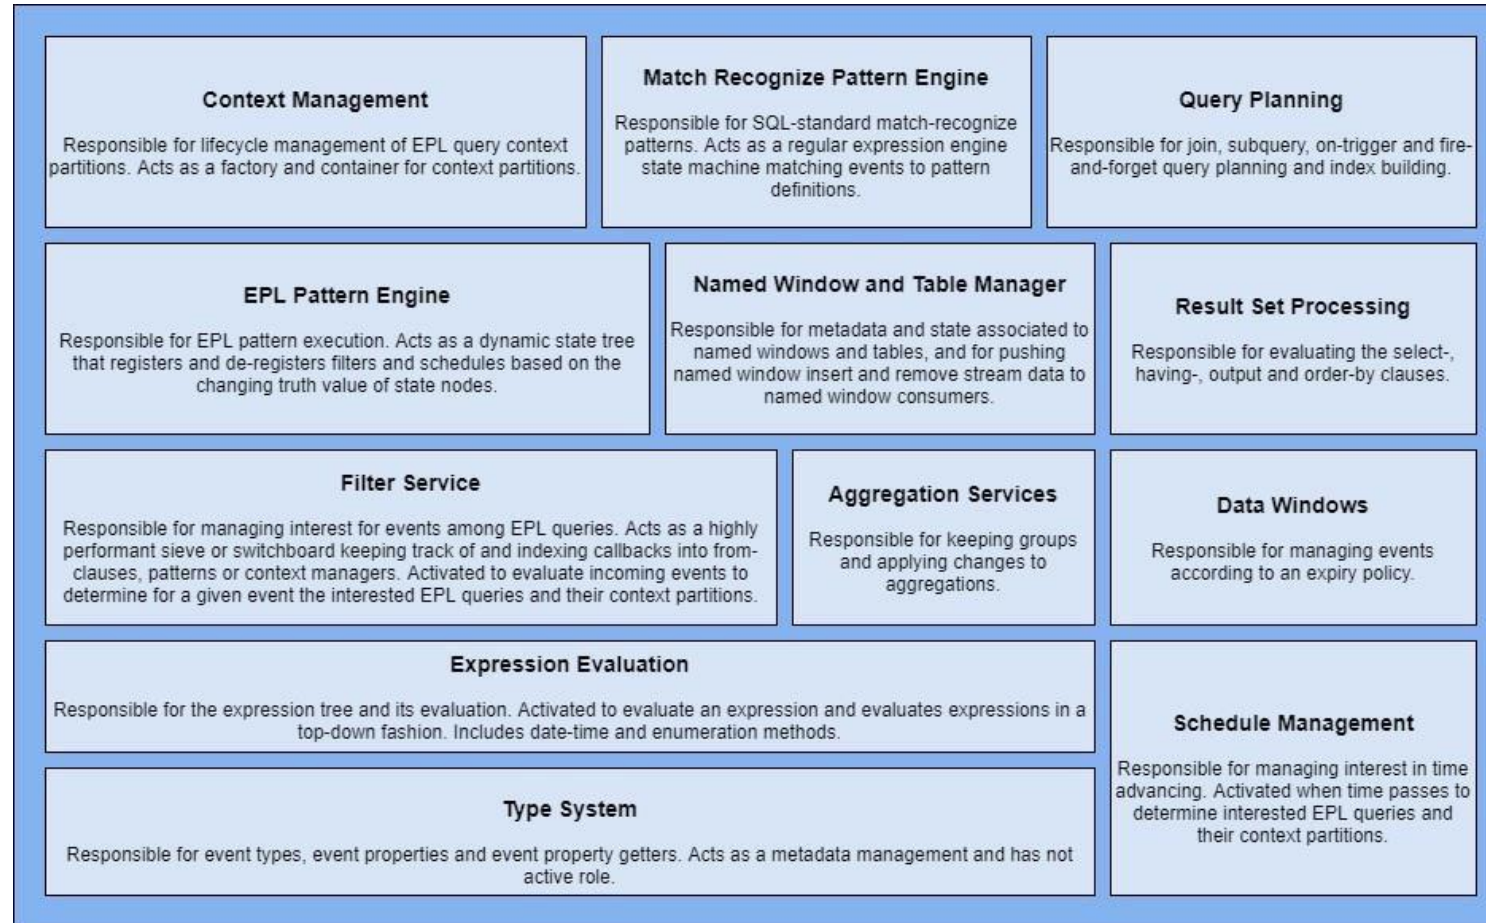 Context Management
Responsible for lifecycle management of EPL query context
partitions. Acts as a factory and container for context partitions.
Match Recognize Pattern Engine
Responsible for SQL-standard match-recognize
patterns. Acts as a regular expression engine
state machine matching events to pattern
definitions.
Query Planning
Responsible for join, subquery, on-trigger and fire-
and-forget query planning and index building.
EPL Pattern Engine
Responsible for EPL pattern execution. Acts as a dynamic state tree
that registers and de-registers filters and schedules based on the
changing truth value of state nodes.
Named Window and Table Manager
Responsible for metadata and state associated to
named windows and tables, and for pushing
named window insert and remove stream data to
named window consumers.
Result Set Processing
Responsible for evaluating the select-,
having-, output and order-by clauses.
Filter Service
Responsible for managing interest for events among EPL queries. Acts as a highly
performant sieve or switchboard keeping track of and indexing callbacks into from-
clauses, patterns or context managers. Activated to evaluate incoming events to
determine for a given event the interested EPL queries and their context partitions.
Aggregation Services
Responsible for keeping groups
and applying changes to
aggregations.
Data Windows
Responsible for managing events
according to an expiry policy.
Expression Evaluation
Responsible for the expression tree and its evaluation. Activated to evaluate an expression and evaluates expressions in a
top-down fashion. Includes date-time and enumeration methods.
Schedule Management
Responsible for managing interest in time
advancing. Activated when time passes to
determine interested EPL queries and
their context partitions.
Type System
Responsible for event types, event properties and event property getters. Acts as a metadata management and has not
active role.